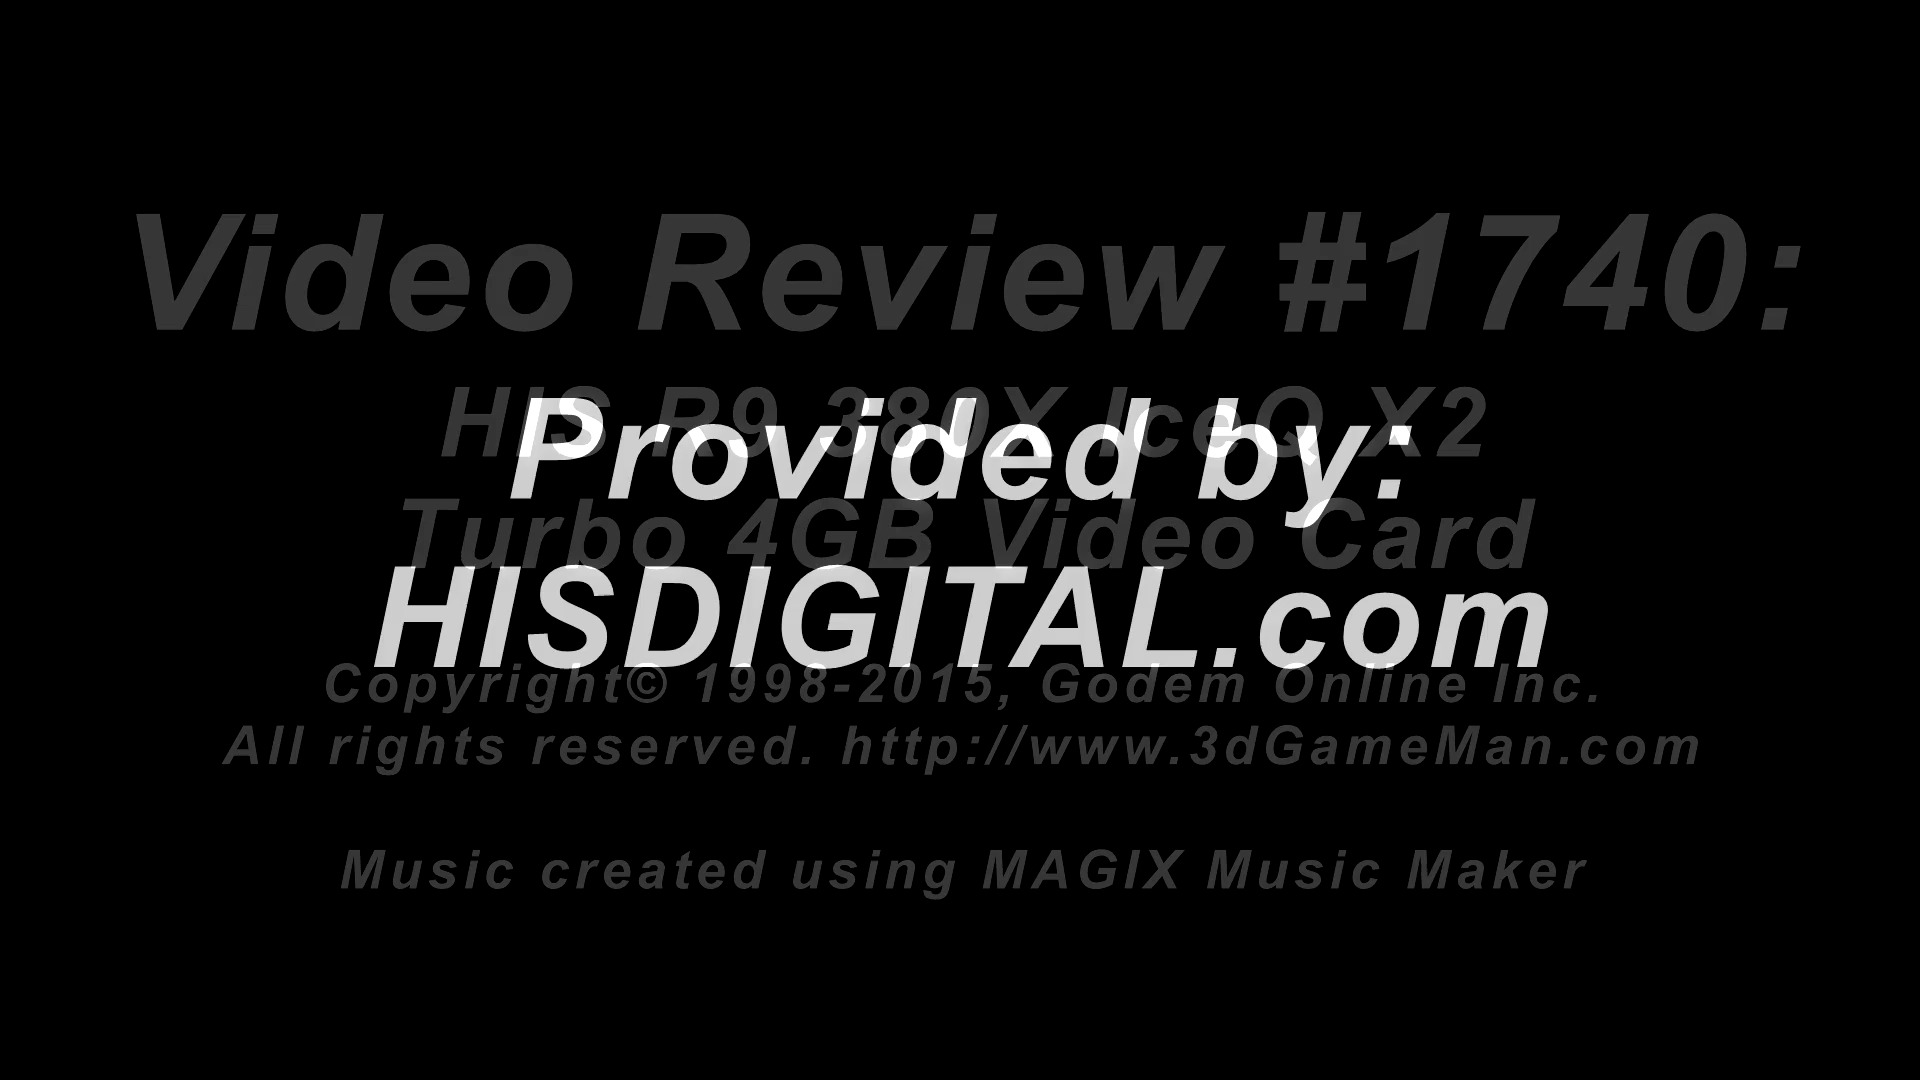 Video Review #1740:
HIS R9 380X IceQ X2
Provided by:
Turbo 4GB Video Card
HISDIGITAL.com
Copyright© 1998-2015, Godem Online Inc.
All rights reserved. http://www.3dGameMan.com
Music created using MAGIX Music Maker